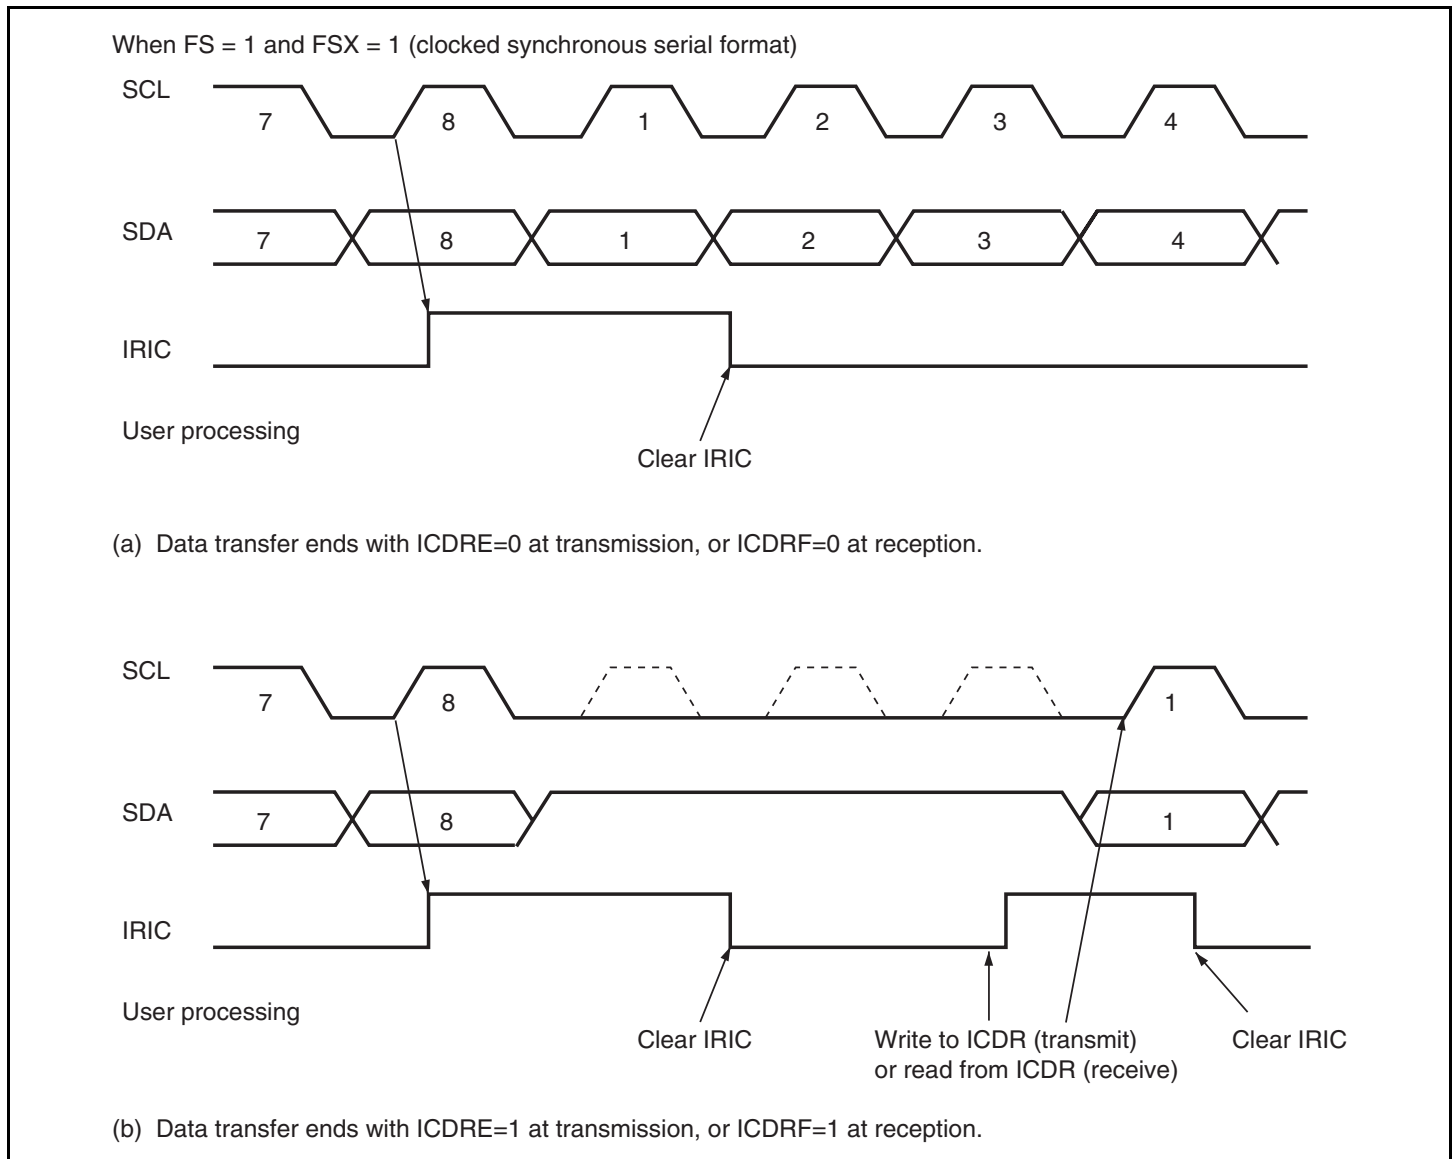 When FS = 1 and FSX = 1 (clocked synchronous serial format)
SCL
7 8 1 2 3 4
SDA
7 8 1 2 3 4
IRIC
User processing
Clear IRIC
(a) Data transfer ends with ICDRE=0 at transmission, or ICDRF=0 at reception.
SCL
7 8 1
SDA
7 8 1
IRIC
User processing
Clear IRIC
Write to ICDR (transmit)
or read from ICDR (receive)
Clear IRIC
(b) Data transfer ends with ICDRE=1 at transmission, or ICDRF=1 at reception.